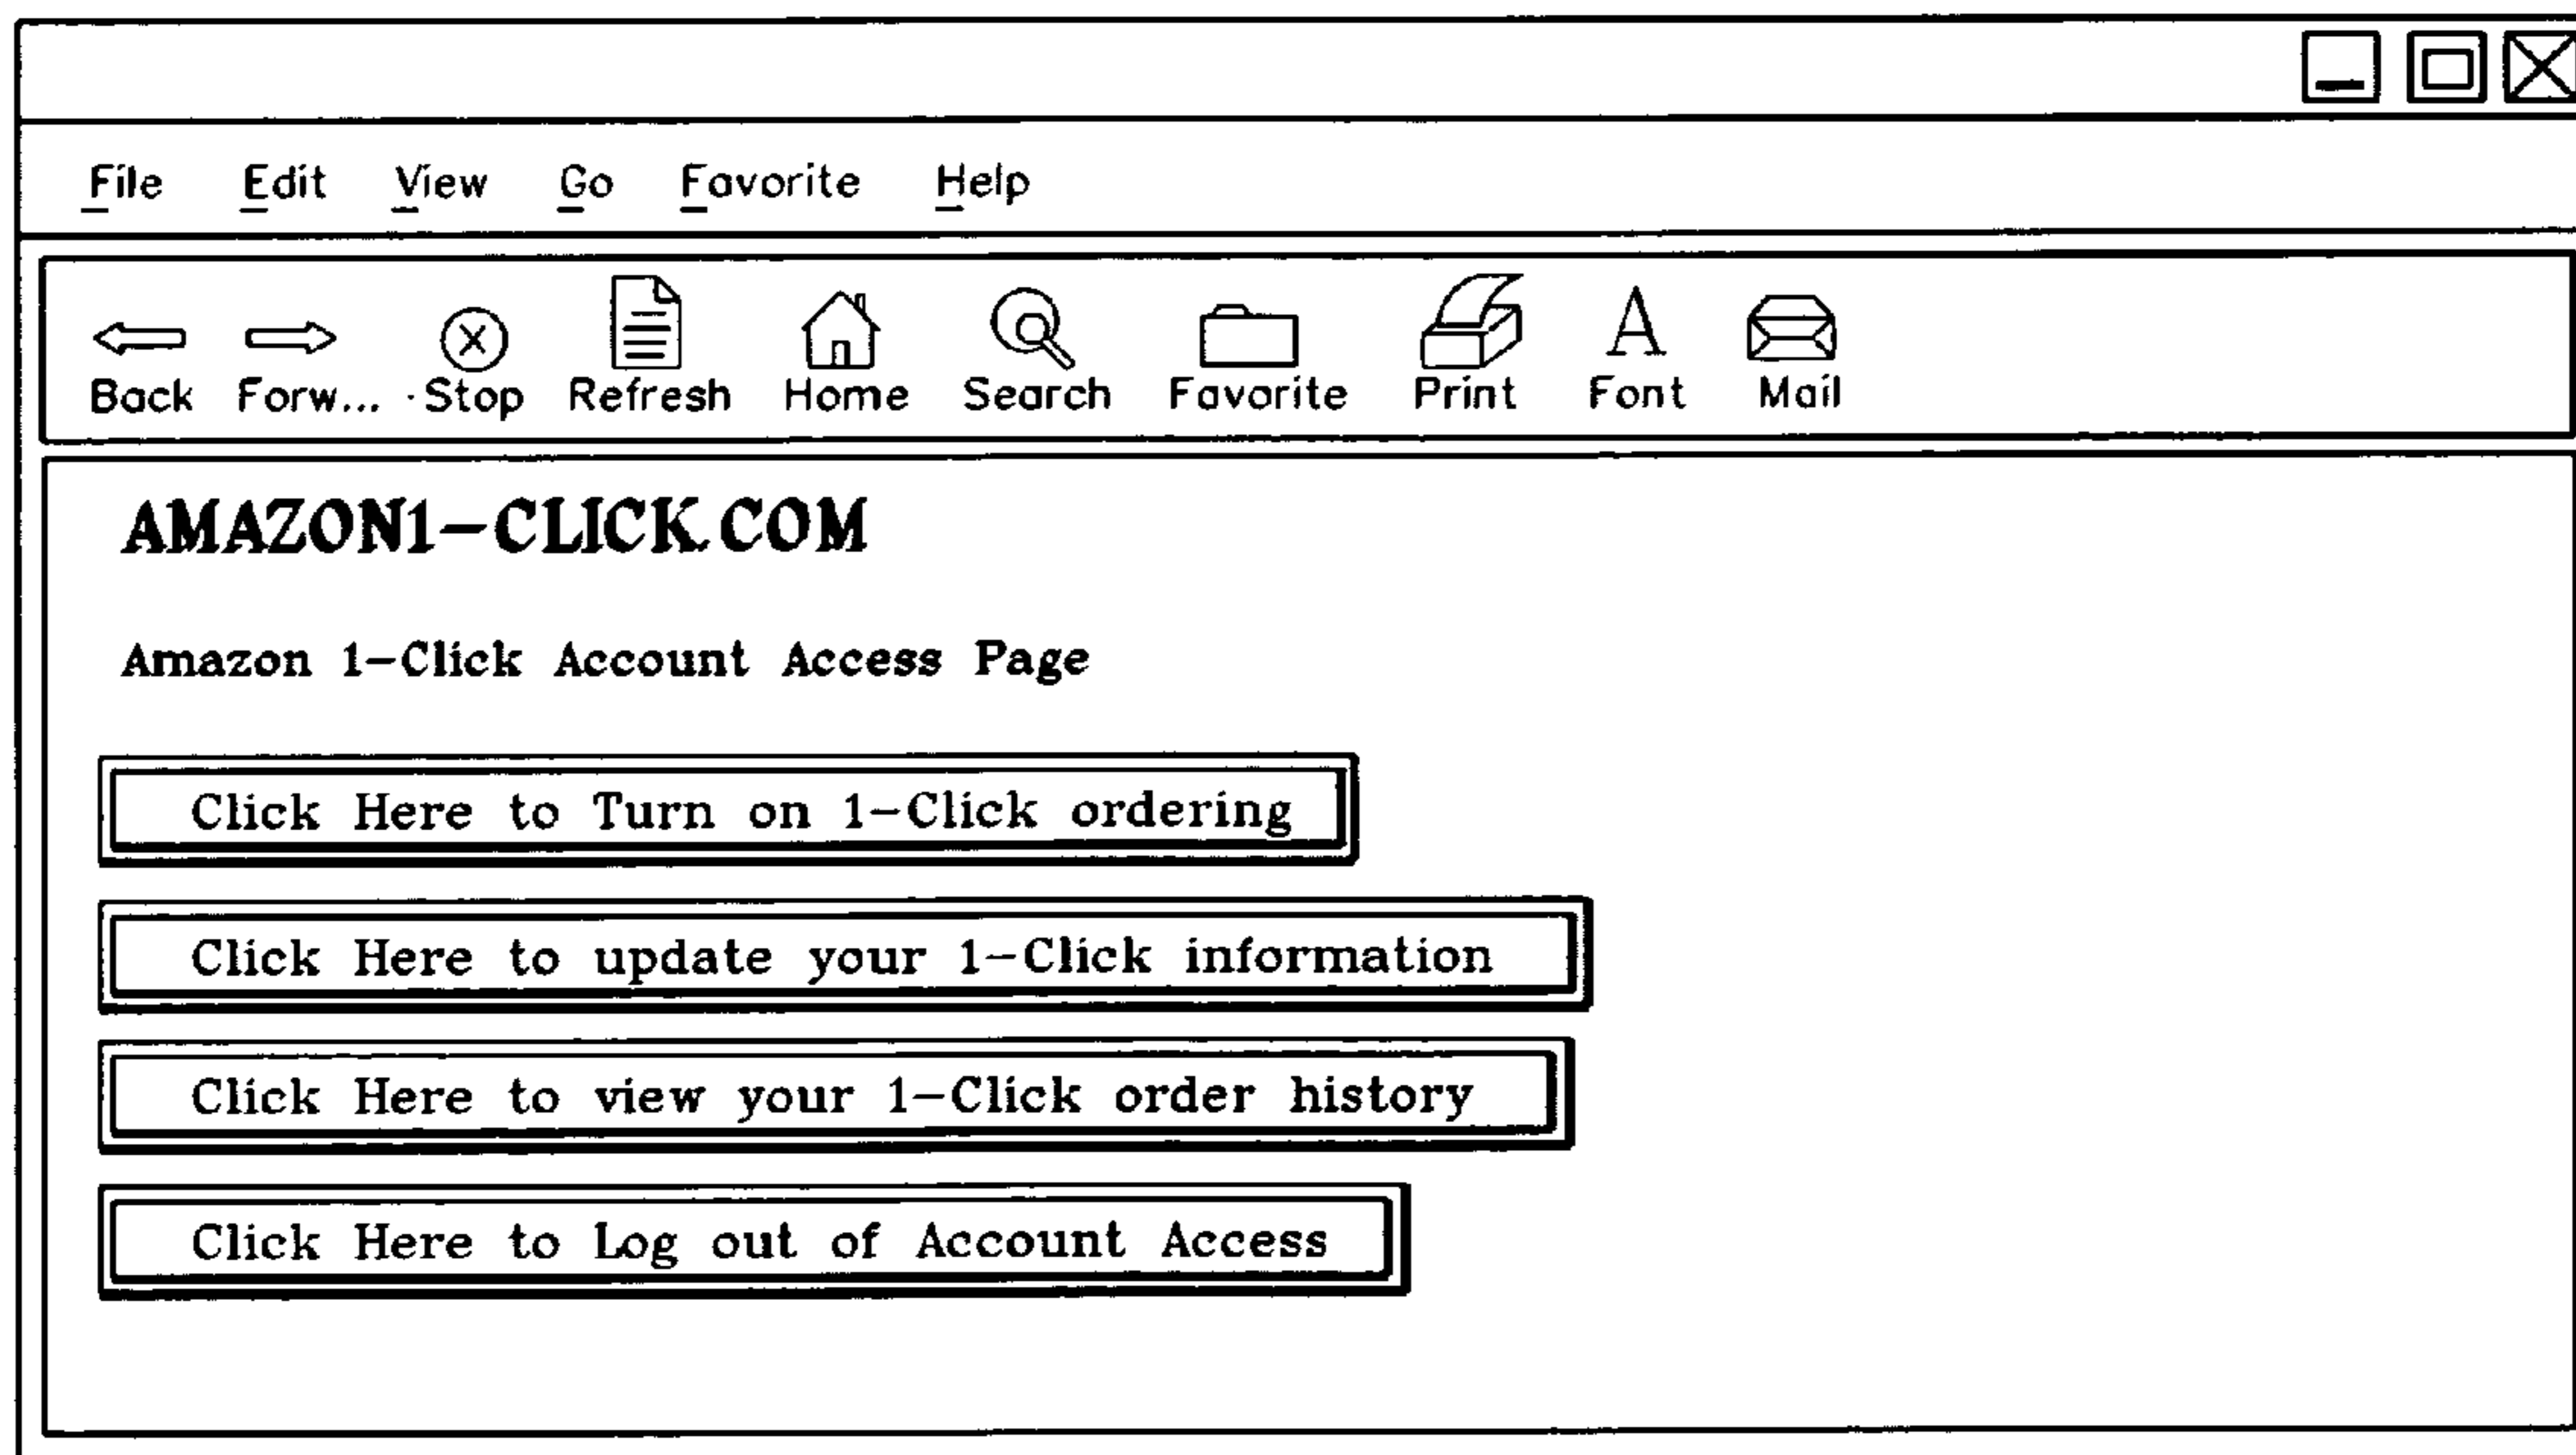 File Edit View Go Favorite Help
Back Forw... Stop Refresh Home Search Favorite Print A Font Mail
AMAZON1-CLICK.COM
Amazon 1-Click Account Access Page
Click Here to Turn on 1-Click ordering
Click Here to update your 1-Click information
Click Here to view your 1-Click order history
Click Here to Log out of Account Access